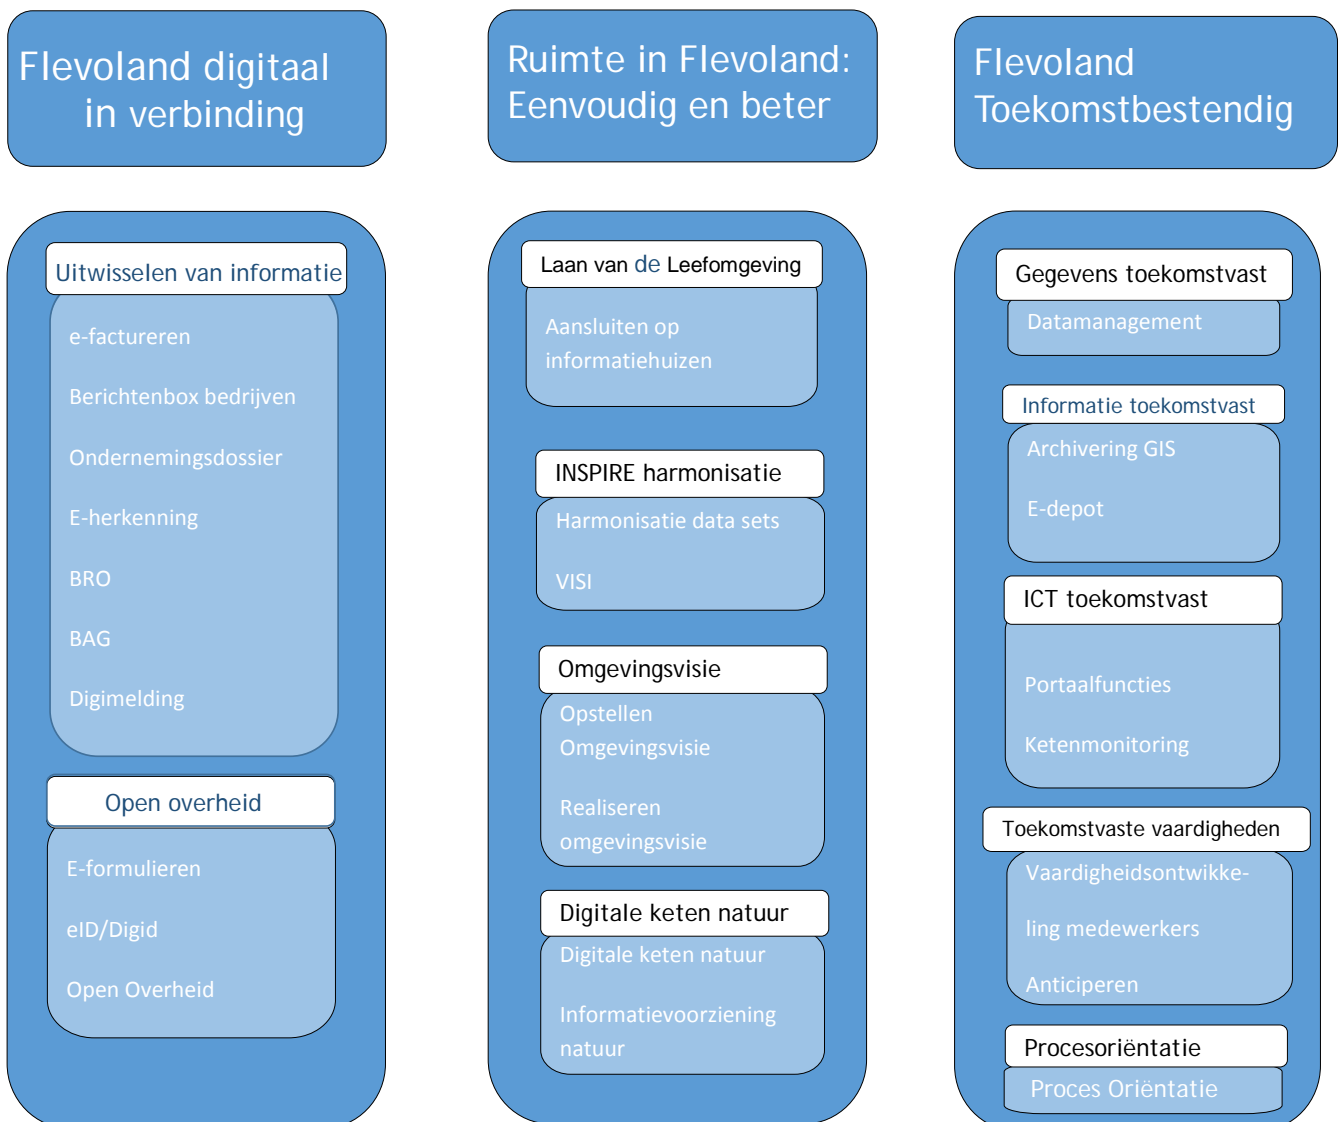 Flevoland digitaal
in verbinding
Uitwisselen van informatie
e-factureren
Berichtenbox bedrijven
Ondernemingsdossier
E-herkenning
BRO
BAG
Digimelding
Open overheid
E-formulieren
eID/Digid
Open Overheid
Ruimte in Flevoland:
Eenvoudig en beter
Laan van de Leefomgeving
Aansluiten op
informatiehuizen
INSPIRE harmonisatie
Harmonisatie data sets
VISI
Omgevingsvisie
Opstellen
Omgevingsvisie
Realiseren
omgevingsvisie
Digitale keten natuur
Digitale keten natuur
Informatievoorziening
natuur
Flevoland
Toekomstbestendig
Gegevens toekomstvast
Datamanagement
Informatie toekomstvast
Archivering GIS
E-depot
ICT toekomstvast
Portaalfuncties
Ketenmonitoring
Toekomstvaste vaardigheden
Vaardigheidsontwikke-
ling medewerkers
Anticiperen
Procesoriëntatie
Proces Oriëntatie